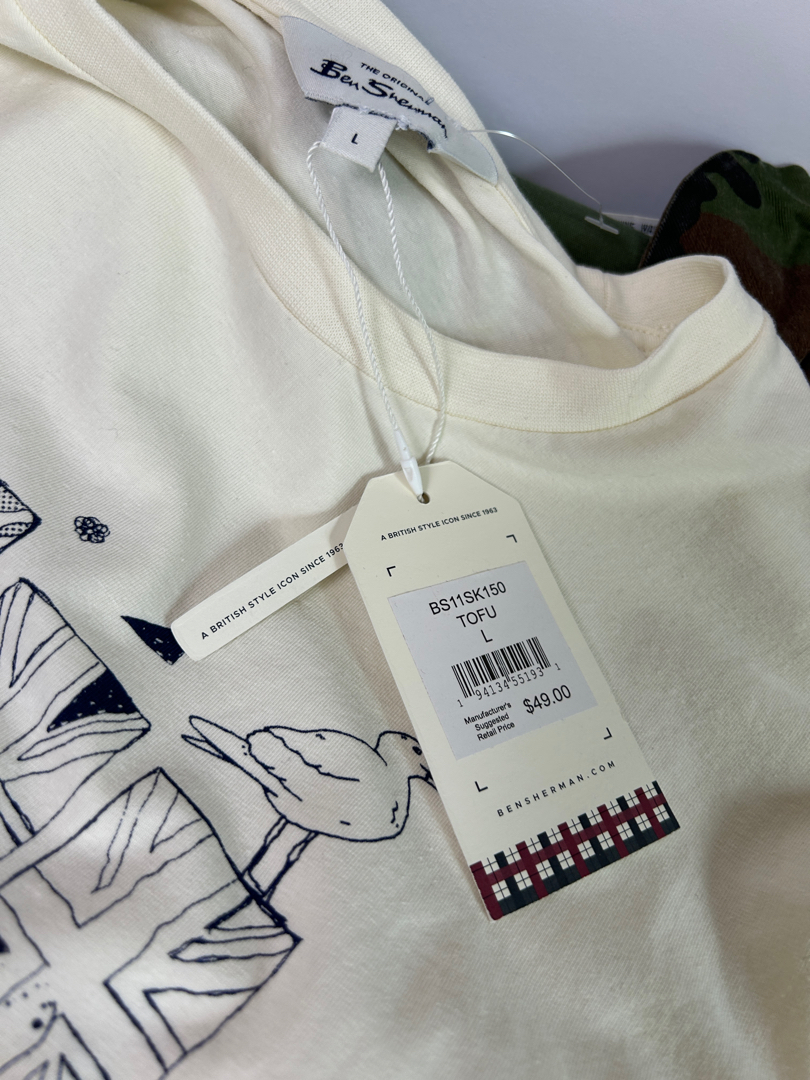 THE ORIGINAL
Ben Sherman
L
A BRITISH STYLE ICON SINCE 1963
A BRITISH STYLE ICON SINCE 1963
BS11SK150
TOFU
L
1 94134 55193 1
Manufacturer's
Suggested
Retail Price
$49.00
BENSHERMAN.COM